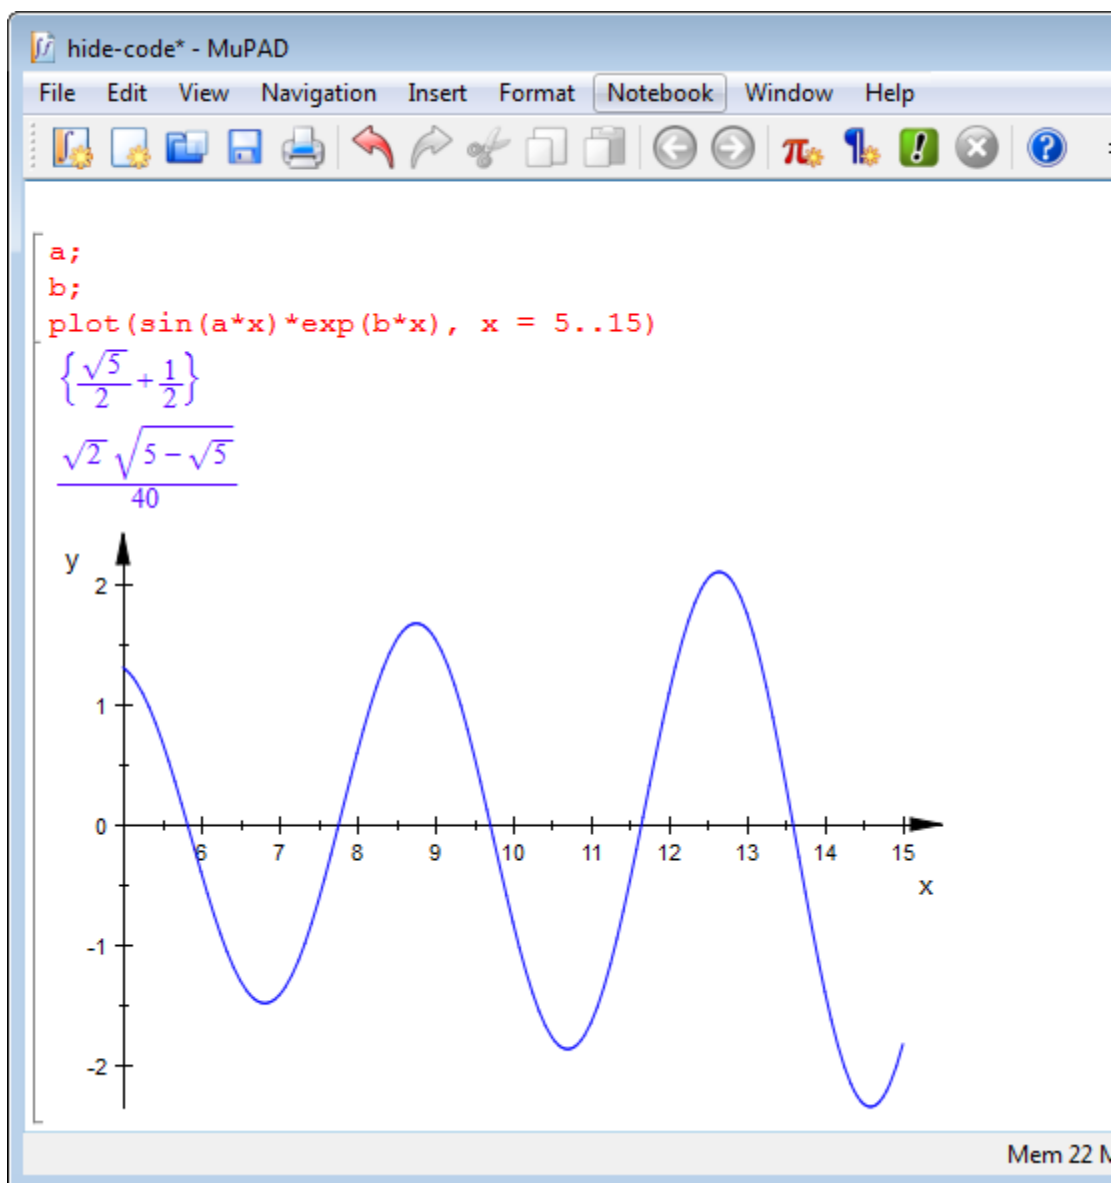 hide-code* - MuPAD
File Edit View Navigation Insert Format Notebook Window Help
a;
b;
plot(sin(a*x)*exp(b*x), x = 5..15)
{√5/2 + 1/2}
√2 √(5 − √5)/40
y
2
1
0
-1
-2
6 7 8 9 10 11 12 13 14 15
x
Mem 22 M